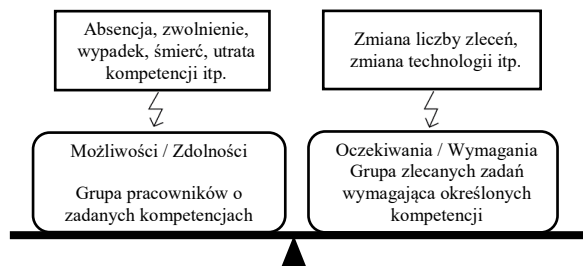 Absencja, zwolnienie,
wypadek, śmierć, utrata
kompetencji itp.
Zmiana liczby zleceń,
zmiana technologii itp.
Możliwości / Zdolności
Grupa pracowników o
zadanych kompetencjach
Oczekiwania / Wymagania
Grupa zlecanych zadań
wymagająca określonych
kompetencji